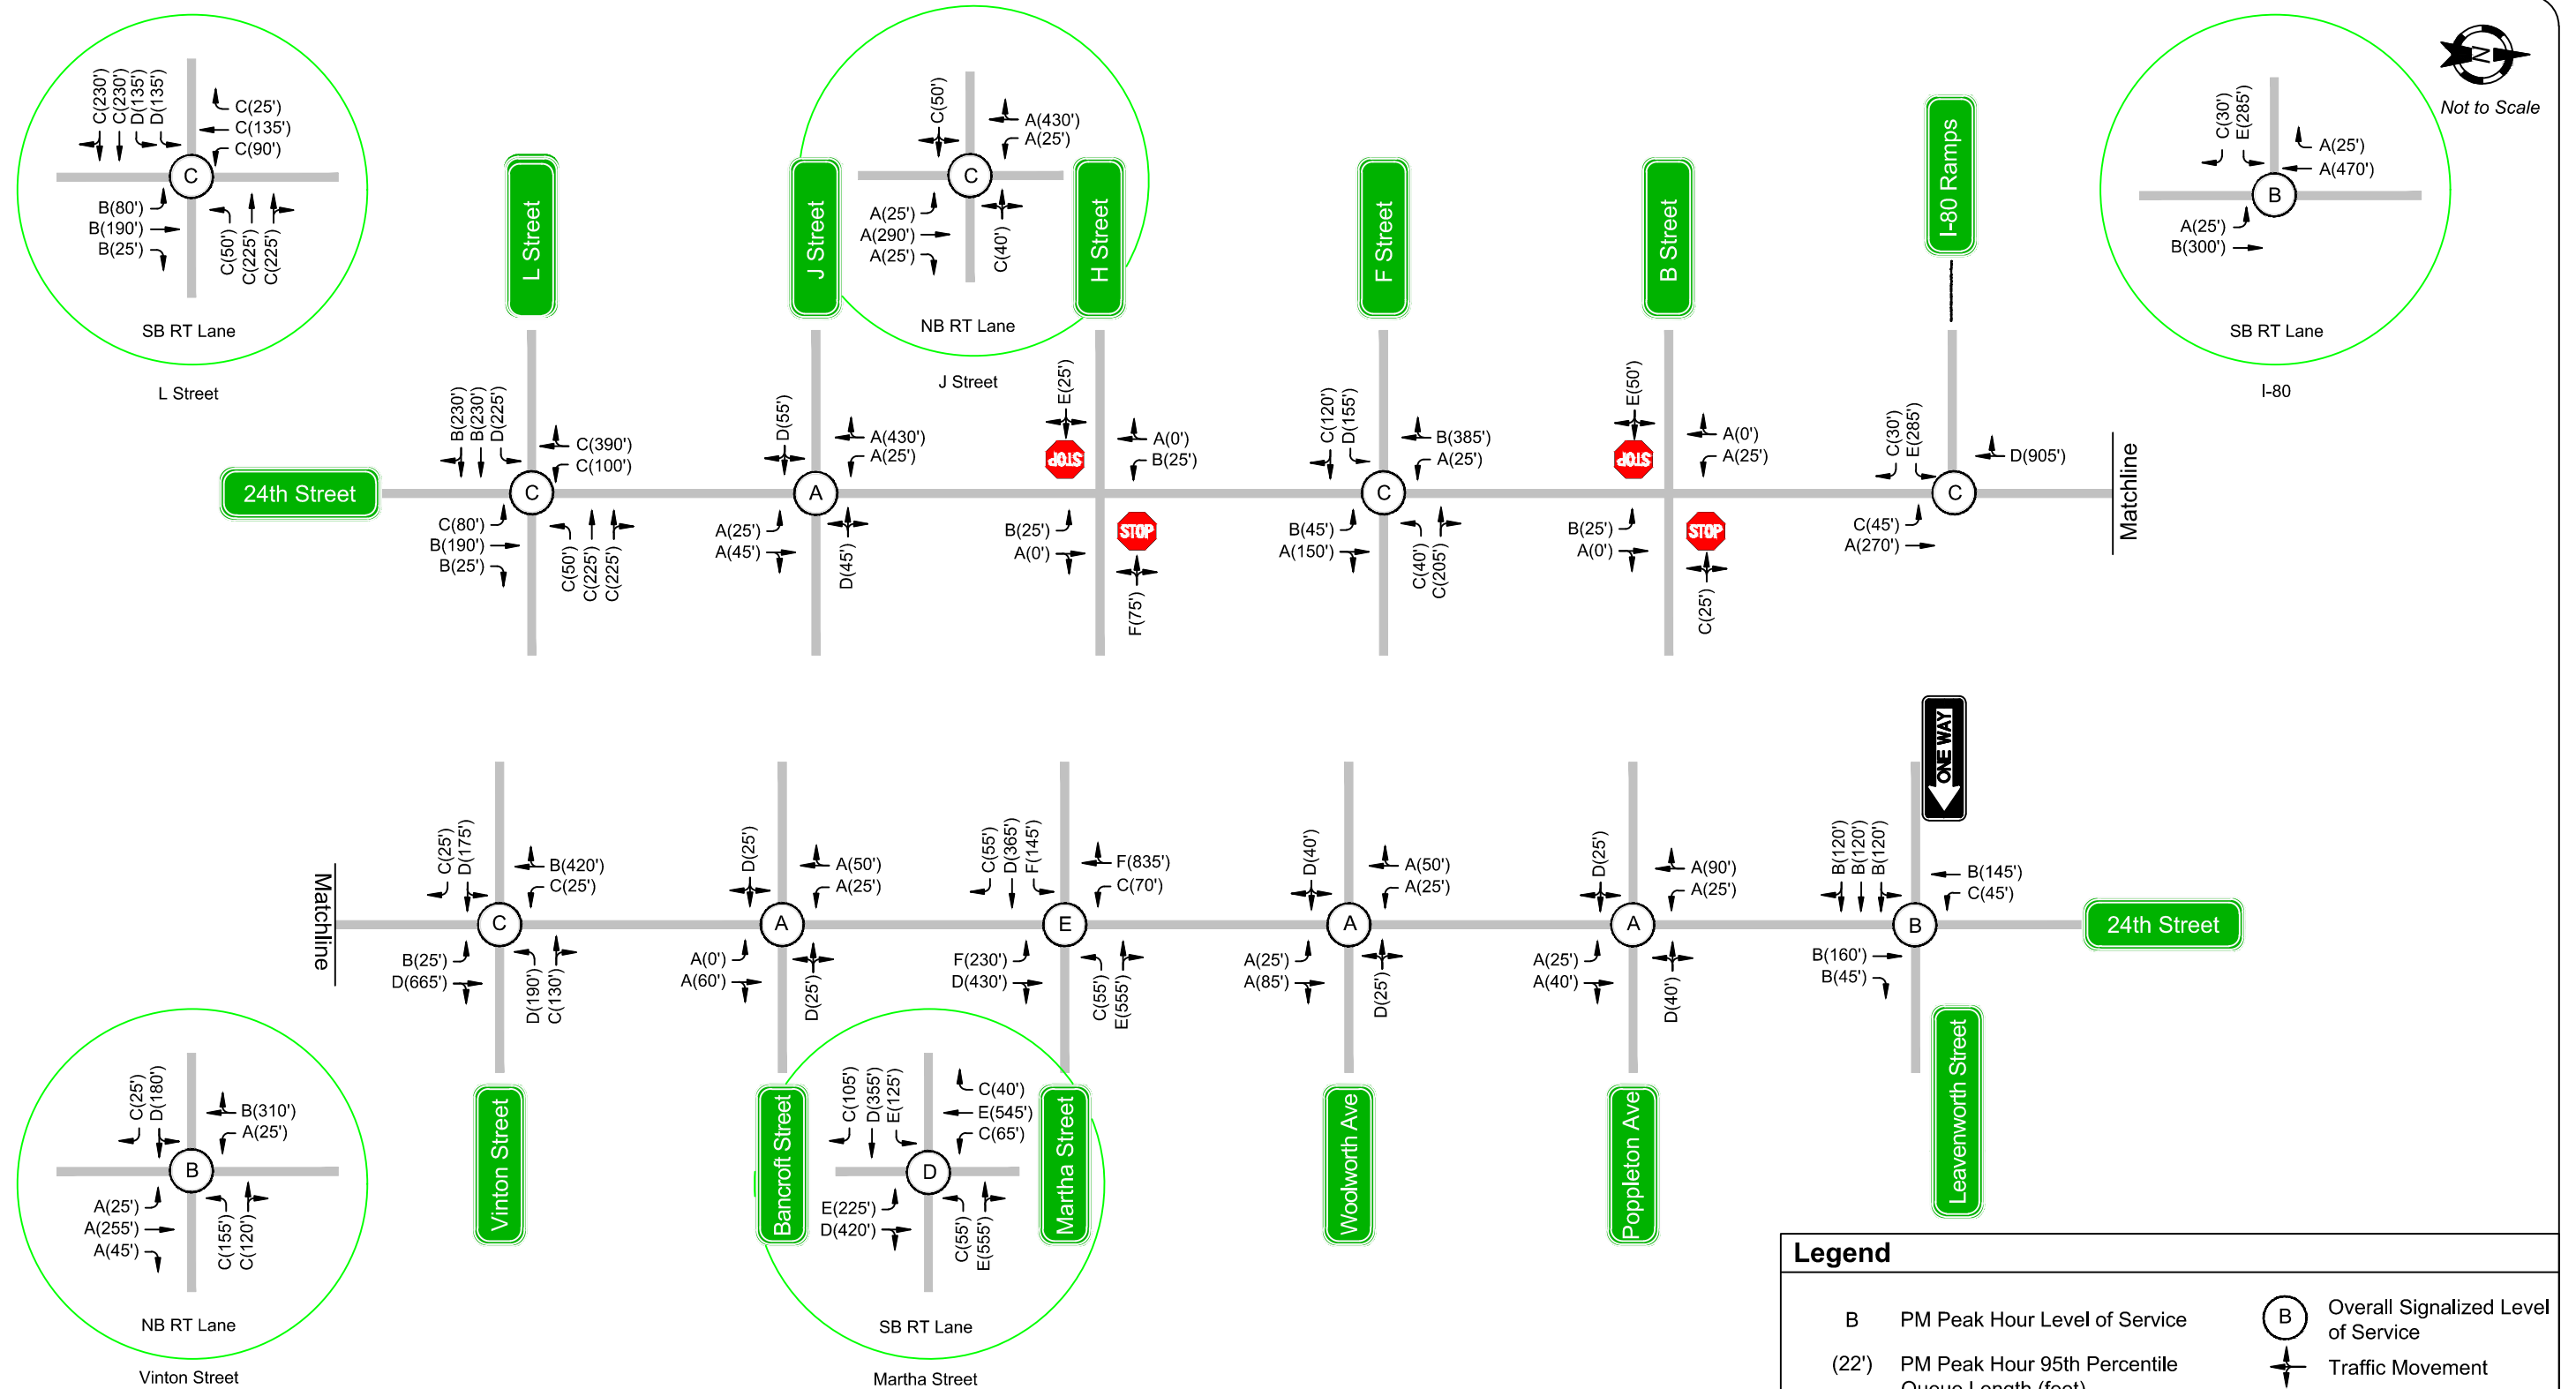 C(230')
C(230')
D(135')
D(135')
C(25')
C(135')
C(90')
C
B(80')
B(190')
B(25')
C(50')
C(225')
C(225')
SB RT Lane
L Street
C(50')
A(430')
A(25')
C
A(25')
A(290')
A(25')
C(40')
NB RT Lane
J Street
C(30')
E(285')
A(25')
A(470')
B
A(25')
B(300')
SB RT Lane
I-80
N
Not to Scale
L Street
J Street
H Street
F Street
B Street
I-80 Ramps
24th Street
B(230')
B(230')
D(225')
C(390')
C(100')
C
C(80')
B(190')
B(25')
C(50')
C(225')
C(225')
D(55')
A(430')
A(25')
A
A(25')
A(45')
D(45')
E(25')
STOP
A(0')
B(25')
B(25')
A(0')
STOP
F(75')
C(120')
D(155')
B(385')
A(25')
C
B(45')
A(150')
C(40')
C(205')
E(50')
STOP
A(0')
A(25')
B(25')
A(0')
STOP
C(25')
C(30')
E(285')
D(905')
C
C(45')
A(270')
Matchline
Matchline
C(25')
D(175')
B(420')
C(25')
C
B(25')
D(665')
D(190')
C(130')
D(25')
A(50')
A(25')
A
A(0')
A(60')
D(25')
C(55')
D(365')
F(145')
F(835')
C(70')
E
F(230')
D(430')
C(55')
E(555')
D(40')
A(50')
A(25')
A
A(25')
A(85')
D(25')
D(25')
A(90')
A(25')
A
A(25')
A(40')
D(40')
ONE WAY
B(120')
B(120')
B(120')
B(145')
C(45')
B
B(160')
B(45')
24th Street
Vinton Street
Bancroft Street
Martha Street
Woolworth Ave
Poppleton Ave
Leavenworth Street
C(25')
D(180')
B(310')
A(25')
B
A(25')
A(255')
A(45')
C(155')
C(120')
NB RT Lane
Vinton Street
C(105')
D(355')
E(125')
C(40')
E(545')
C(65')
D
E(225')
D(420')
C(55')
E(555')
SB RT Lane
Martha Street
Legend
B PM Peak Hour Level of Service
(22') PM Peak Hour 95th Percentile
Queue Length (feet)
B Overall Signalized Level
of Service
Traffic Movement